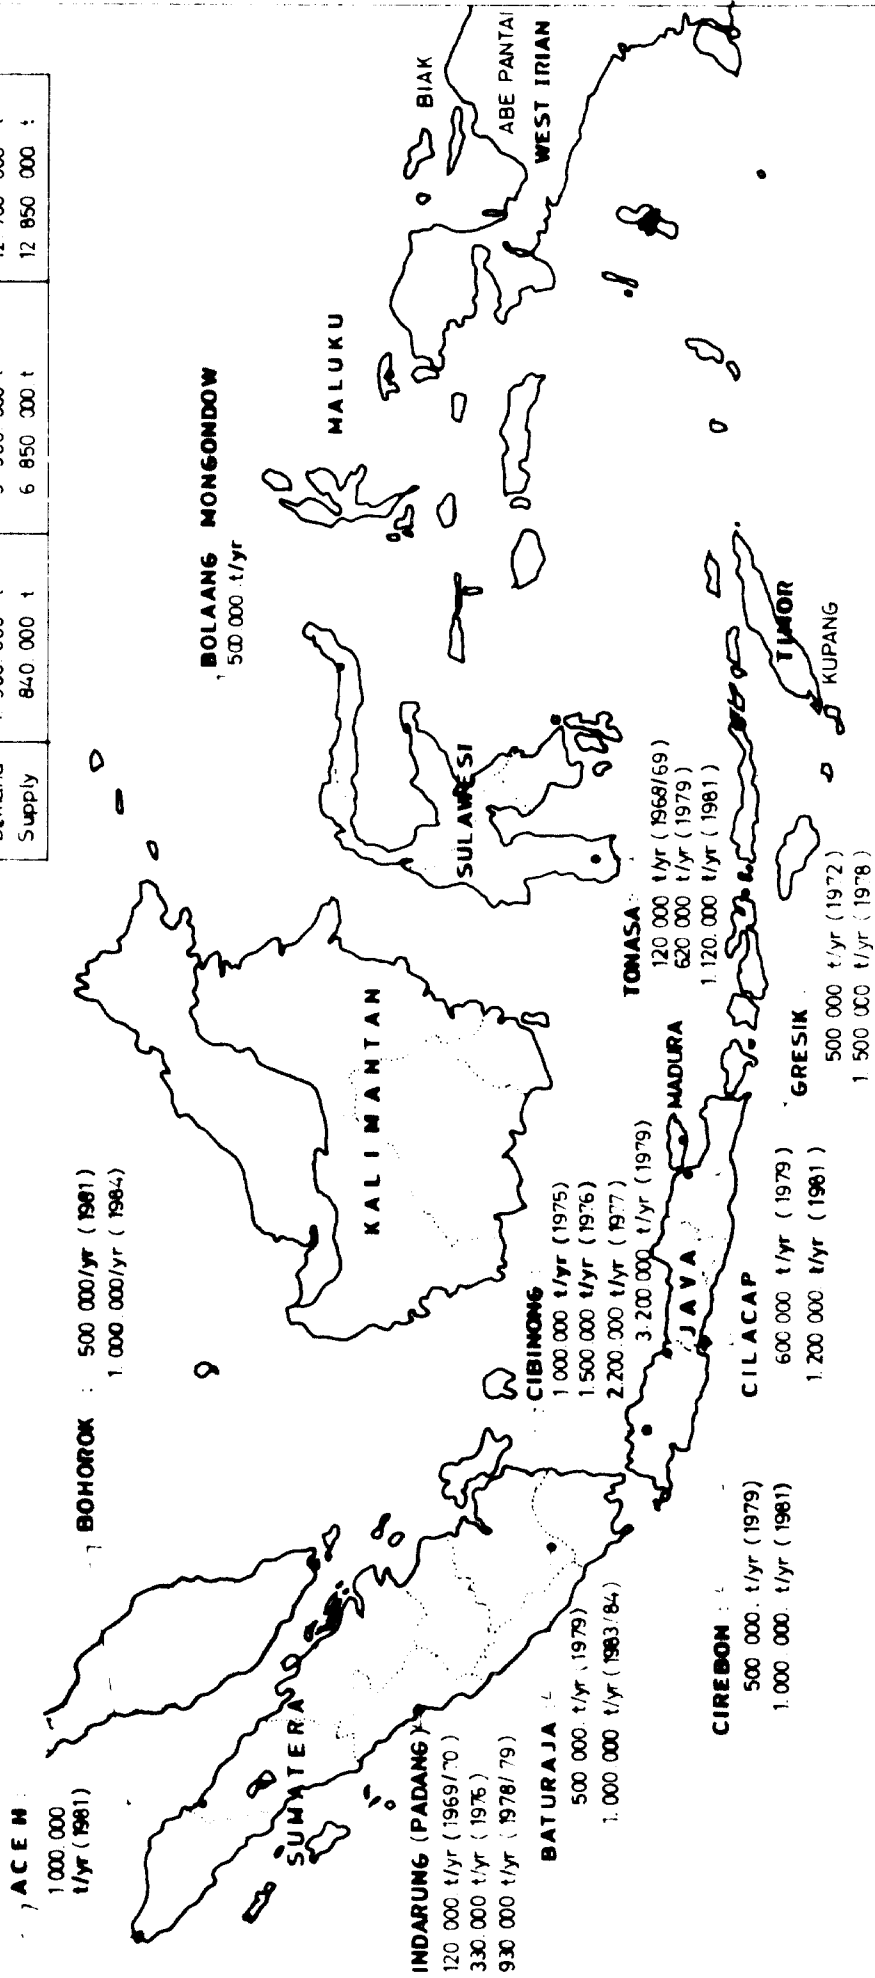 ACEH
1 000.000
t/yr (1981)
BOHOROK : 500 000/yr (1981)
1.000.000/yr (1984)
Supply 840 000 t 6 850 000 t 12 850 000 t
BOLAANG MONGONDOW
500 000 t/yr
MALUKU
BIAK
ABE PANTAI
WEST IRIAN
SUMATERA
KALIMANTAN
SULAWESI
INDARUNG (PADANG)
120 000 t/yr (1969/70)
330.000 t/yr (1976)
930 000 t/yr (1978/79)
BATURAJA :
500 000 t/yr (1979)
1.000 000 t/yr (1983/84)
CIBINONG :
1 000.000 t/yr (1975)
1.500 000 t/yr (1976)
2.200.000 t/yr (1977)
3.200.000 t/yr (1979)
TONASA :
120 000 t/yr (1968/69)
620 000 t/yr (1979)
1.120.000 t/yr (1981)
MADURA
JAVA
TIMOR
KUPANG
CIREBON :
500 000 t/yr (1979)
1.000 000 t/yr (1981)
CILACAP
600 000 t/yr (1979)
1.200 000 t/yr (1981)
GRESIK
500 000 t/yr (1972)
1 500 000 t/yr (1978)